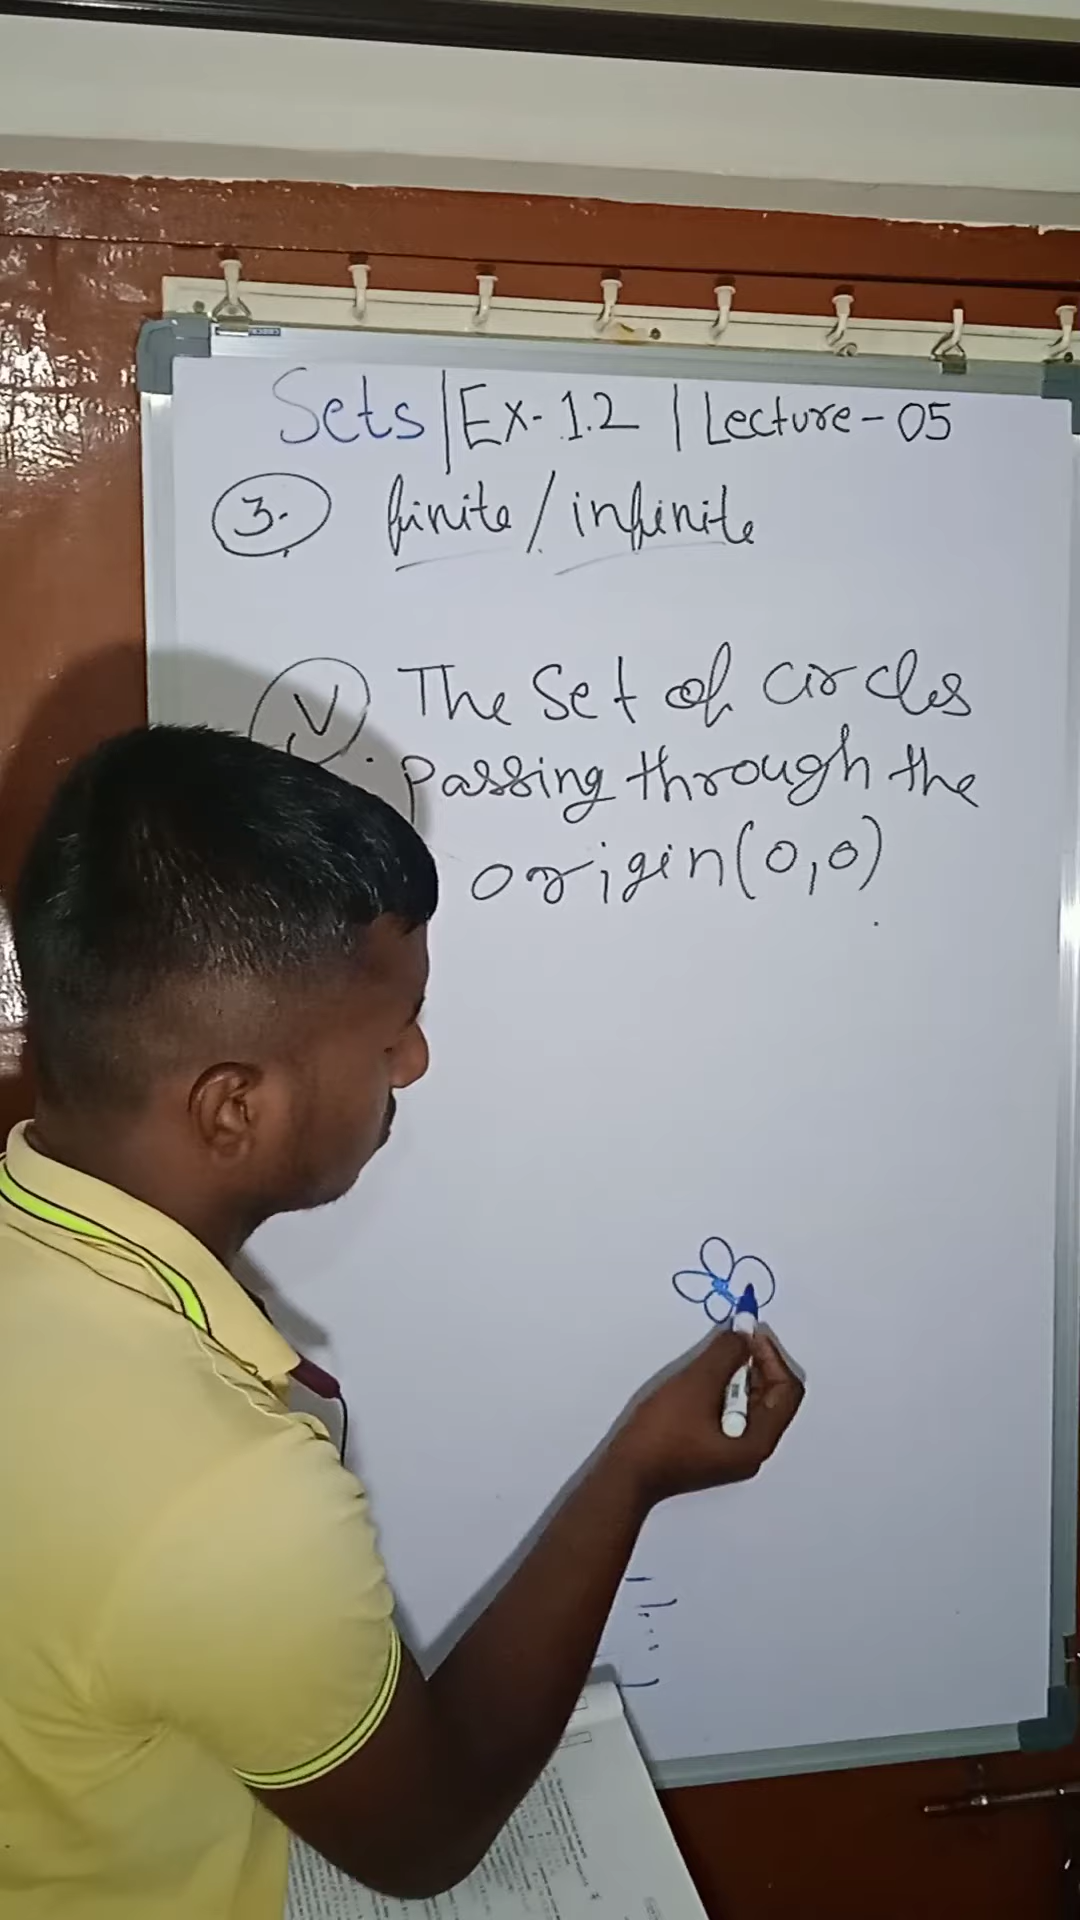 Sets | Ex-1.2 | Lecture-05
3. finite / infinite
V. The Set of circles
passing through the
origin (0,0)